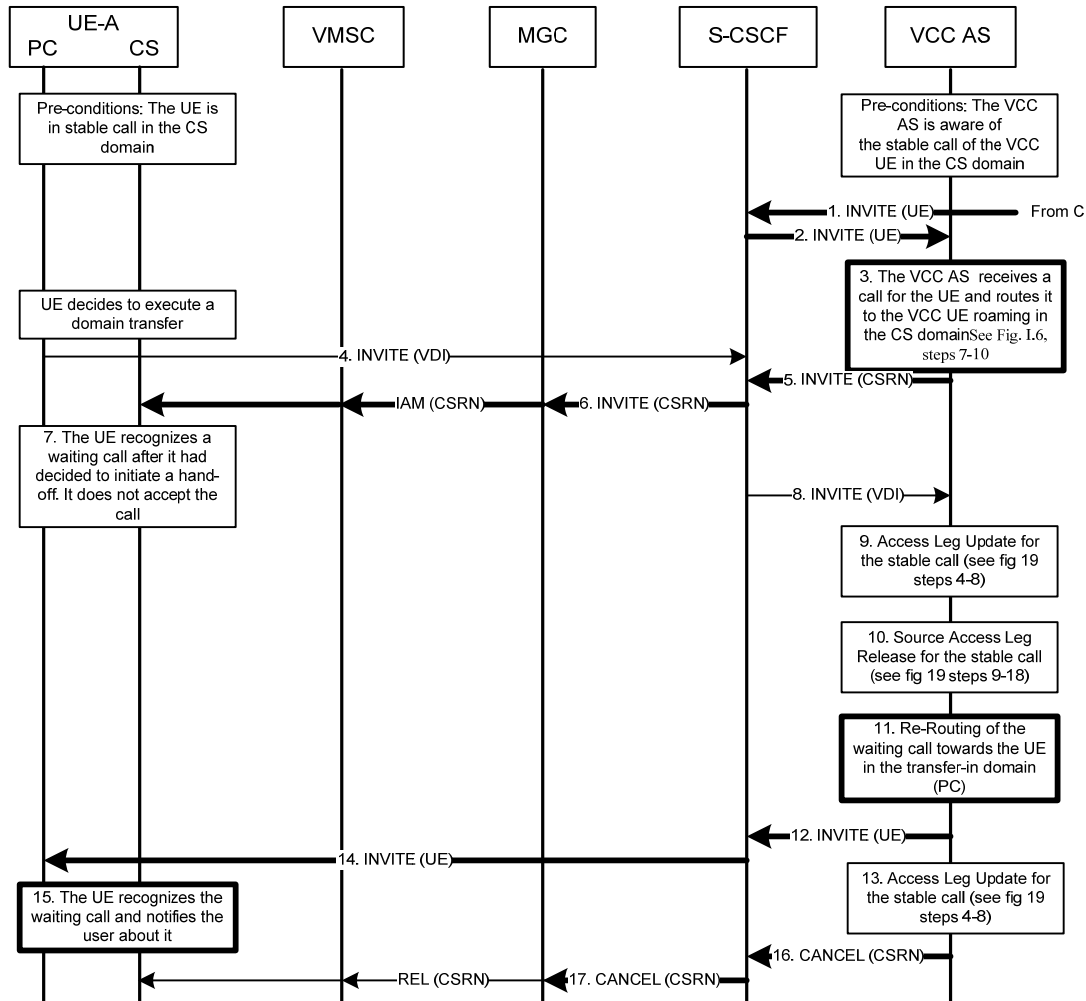 UE-A
PC CS
VMSC
MGC
S-CSCF
VCC AS
Pre-conditions: The UE is
in stable call in the CS
domain
Pre-conditions: The VCC
AS is aware of
the stable call of the VCC
UE in the CS domain
1. INVITE (UE)
From C
2. INVITE (UE)
3. The VCC AS receives a
call for the UE and routes it
to the VCC UE roaming in
the CS domainSee Fig. I.6,
steps 7-10
UE decides to execute a
domain transfer
4. INVITE (VDI)
5. INVITE (CSRN)
IAM (CSRN)
6. INVITE (CSRN)
7. The UE recognizes a
waiting call after it had
decided to initiate a hand-
off. It does not accept the
call
8. INVITE (VDI)
9. Access Leg Update for
the stable call (see fig 19
steps 4-8)
10. Source Access Leg
Release for the stable call
(see fig 19 steps 9-18)
11. Re-Routing of the
waiting call towards the UE
in the transfer-in domain
(PC)
12. INVITE (UE)
14. INVITE (UE)
13. Access Leg Update for
the stable call (see fig 19
steps 4-8)
15. The UE recognizes the
waiting call and notifies the
user about it
16. CANCEL (CSRN)
REL (CSRN)
17. CANCEL (CSRN)